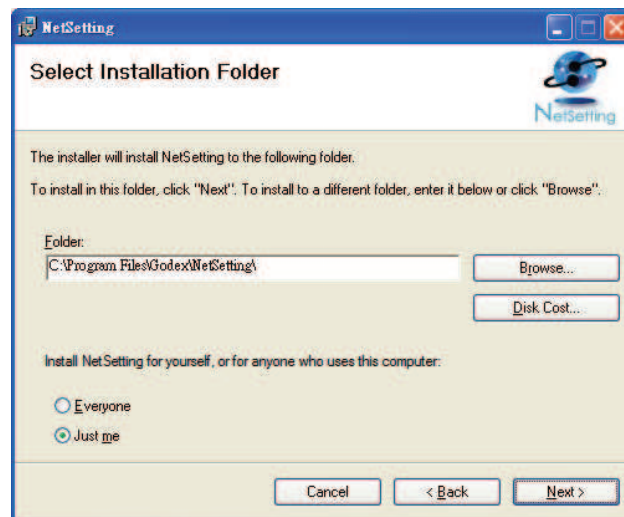 NetSetting
Select Installation Folder
NetSetting
The installer will install NetSetting to the following folder.
To install in this folder, click "Next". To install to a different folder, enter it below or click "Browse".
Folder:
C:\Program Files\Godex\NetSetting\
Browse...
Disk Cost...
Install NetSetting for yourself, or for anyone who uses this computer:
Everyone
Just me
Cancel
< Back
Next >